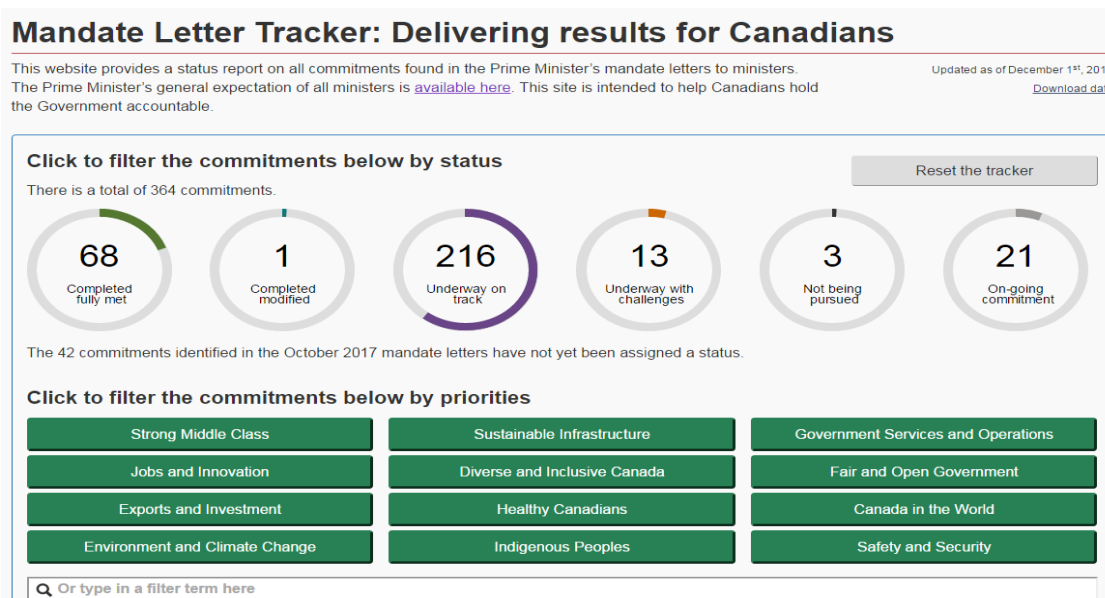 Mandate Letter Tracker: Delivering results for Canadians
This website provides a status report on all commitments found in the Prime Minister's mandate letters to ministers.
The Prime Minister's general expectation of all ministers is available here. This site is intended to help Canadians hold
the Government accountable.
Updated as of December 1st, 201
Download dat
Click to filter the commitments below by status
Reset the tracker
There is a total of 364 commitments.
68
Completed
fully met
1
Completed
modified
216
Underway on
track
13
Underway with
challenges
3
Not being
pursued
21
On-going
commitment
The 42 commitments identified in the October 2017 mandate letters have not yet been assigned a status.
Click to filter the commitments below by priorities
Strong Middle Class
Sustainable Infrastructure
Government Services and Operations
Jobs and Innovation
Diverse and Inclusive Canada
Fair and Open Government
Exports and Investment
Healthy Canadians
Canada in the World
Environment and Climate Change
Indigenous Peoples
Safety and Security
Or type in a filter term here